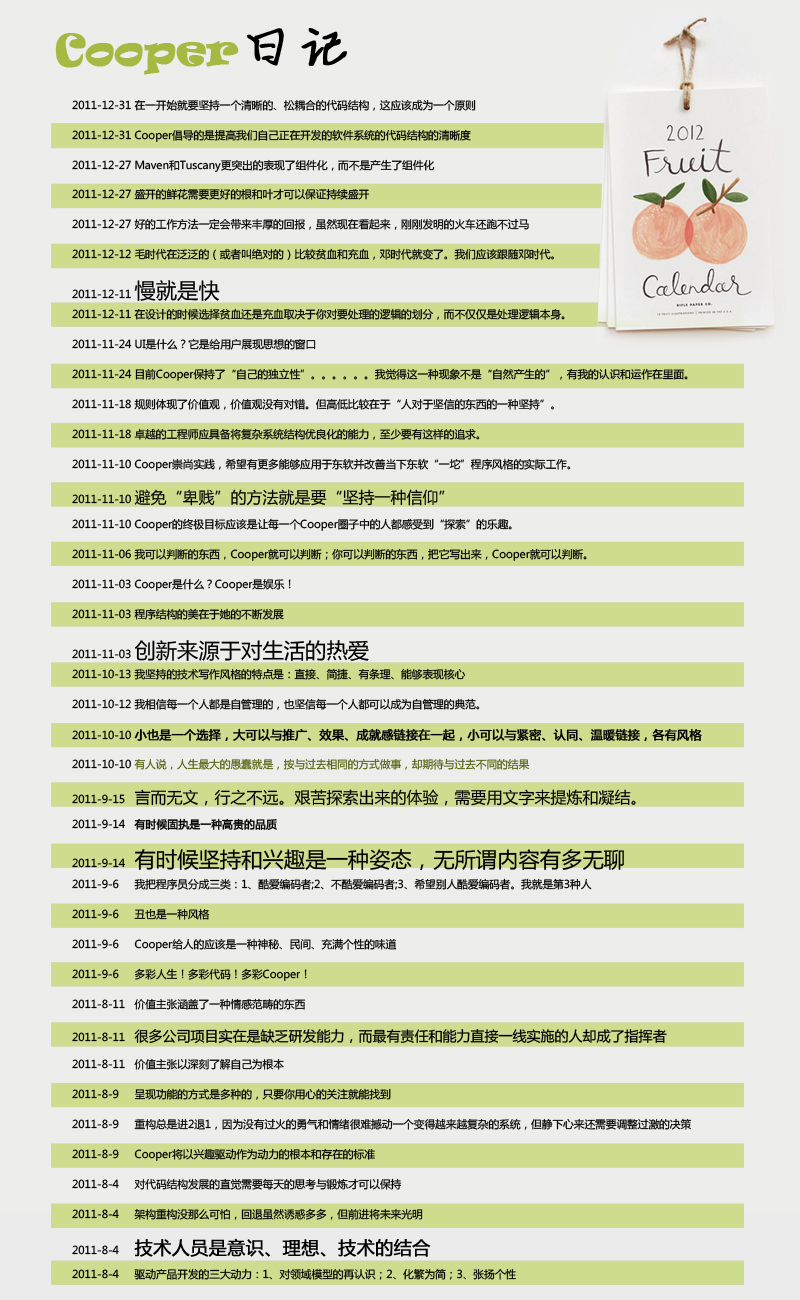 Cooper日记
2012
Fruit
Calendar
RIFLE PAPER CO.
2011-12-31 在一开始就要坚持一个清晰的、松耦合的代码结构，这应该成为一个原则
2011-12-31 Cooper倡导的是提高我们自己正在开发的软件系统的代码结构的清晰度
2011-12-27 Maven和Tuscany更突出的表现了组件化，而不是产生了组件化
2011-12-27 盛开的鲜花需要更好的根和叶才可以保证持续盛开
2011-12-27 好的工作方法一定会带来丰厚的回报，虽然现在看起来，刚刚发明的火车还跑不过马
2011-12-12 毛时代在泛泛的（或者叫绝对的）比较贫血和充血，邓时代就变了。我们应该跟随邓时代。
2011-12-11 慢就是快
2011-12-11 在设计的时候选择贫血还是充血取决于你对要处理的逻辑的划分，而不仅仅是处理逻辑本身。
2011-11-24 UI是什么？它是给用户展现思想的窗口
2011-11-24 目前Cooper保持了“自己的独立性”。。。。。。我觉得这一种现象不是“自然产生的”，有我的认识和运作在里面。
2011-11-18 规则体现了价值观，价值观没有对错。但高低比较在于“人对于坚信的东西的一种坚持”。
2011-11-18 卓越的工程师应具备将复杂系统结构优良化的能力，至少要有这样的追求。
2011-11-10 Cooper崇尚实践，希望有更多能够应用于东软并改善当下东软“一坨”程序风格的实际工作。
2011-11-10 避免“卑贱”的方法就是要“坚持一种信仰”
2011-11-10 Cooper的终极目标应该是让每一个Cooper圈子中的人都感受到“探索”的乐趣。
2011-11-06 我可以判断的东西，Cooper就可以判断；你可以判断的东西，把它写出来，Cooper就可以判断。
2011-11-03 Cooper是什么？Cooper是娱乐！
2011-11-03 程序结构的美在于她的不断发展
2011-11-03 创新来源于对生活的热爱
2011-10-13 我坚持的技术写作风格的特点是：直接、简捷、有条理、能够表现核心
2011-10-12 我相信每一个人都是自管理的，也坚信每一个人都可以成为自管理的典范。
2011-10-10 小也是一个选择，大可以与推广、效果、成就感链接在一起，小可以与紧密、认同、温暖链接，各有风格
2011-10-10 有人说，人生最大的愚蠢就是，按与过去相同的方式做事，却期待与过去不同的结果
2011-9-15 言而无文，行之不远。艰苦探索出来的体验，需要用文字来提炼和凝结。
2011-9-14 有时候固执是一种高贵的品质
2011-9-14 有时候坚持和兴趣是一种姿态，无所谓内容有多无聊
2011-9-6 我把程序员分成三类：1、酷爱编码者;2、不酷爱编码者;3、希望别人酷爱编码者。我就是第3种人
2011-9-6 丑也是一种风格
2011-9-6 Cooper给人的应该是一种神秘、民间、充满个性的味道
2011-9-6 多彩人生！多彩代码！多彩Cooper！
2011-8-11 价值主张涵盖了一种情感范畴的东西
2011-8-11 很多公司项目实在是缺乏研发能力，而最有责任和能力直接一线实施的人却成了指挥者
2011-8-11 价值主张以深刻了解自己为根本
2011-8-9 呈现功能的方式是多种的，只要你用心的关注就能找到
2011-8-9 重构总是进2退1，因为没有过火的勇气和情绪很难撼动一个变得越来越复杂的系统，但静下心来还需要调整过激的决策
2011-8-9 Cooper将以兴趣驱动作为动力的根本和存在的标准
2011-8-4 对代码结构发展的直觉需要每天的思考与锻炼才可以保持
2011-8-4 架构重构没那么可怕，回退虽然诱惑多多，但前进将未来光明
2011-8-4 技术人员是意识、理想、技术的结合
2011-8-4 驱动产品开发的三大动力：1、对领域模型的再认识；2、化繁为简；3、张扬个性